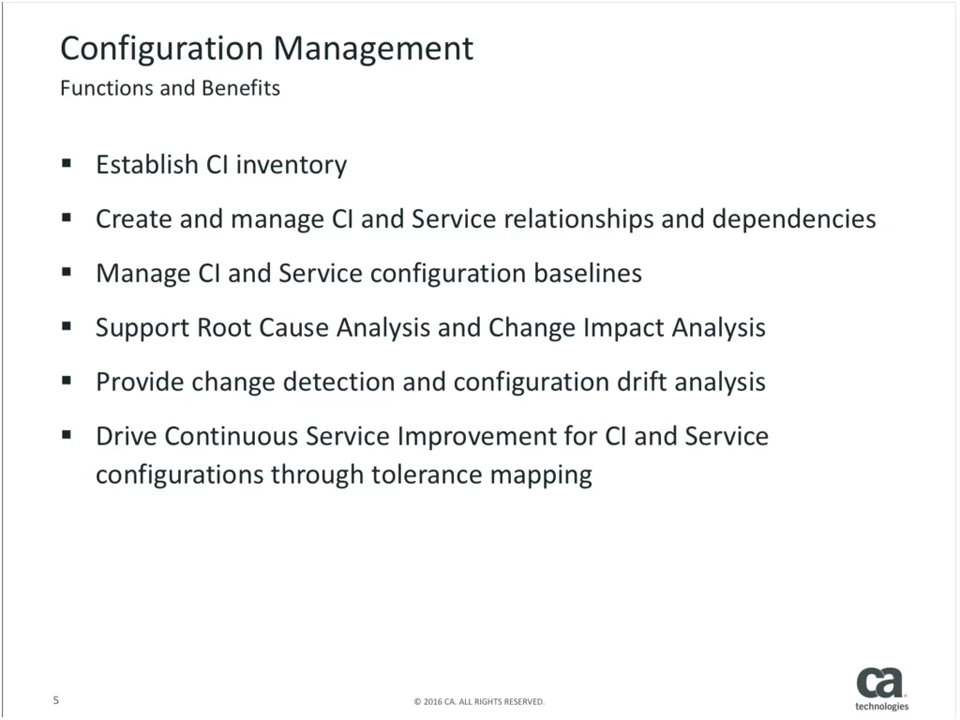 Configuration Management
Functions and Benefits
▪ Establish CI inventory
▪ Create and manage CI and Service relationships and dependencies
▪ Manage CI and Service configuration baselines
▪ Support Root Cause Analysis and Change Impact Analysis
▪ Provide change detection and configuration drift analysis
▪ Drive Continuous Service Improvement for CI and Service
configurations through tolerance mapping
5
© 2016 CA. ALL RIGHTS RESERVED.
ca
technologies